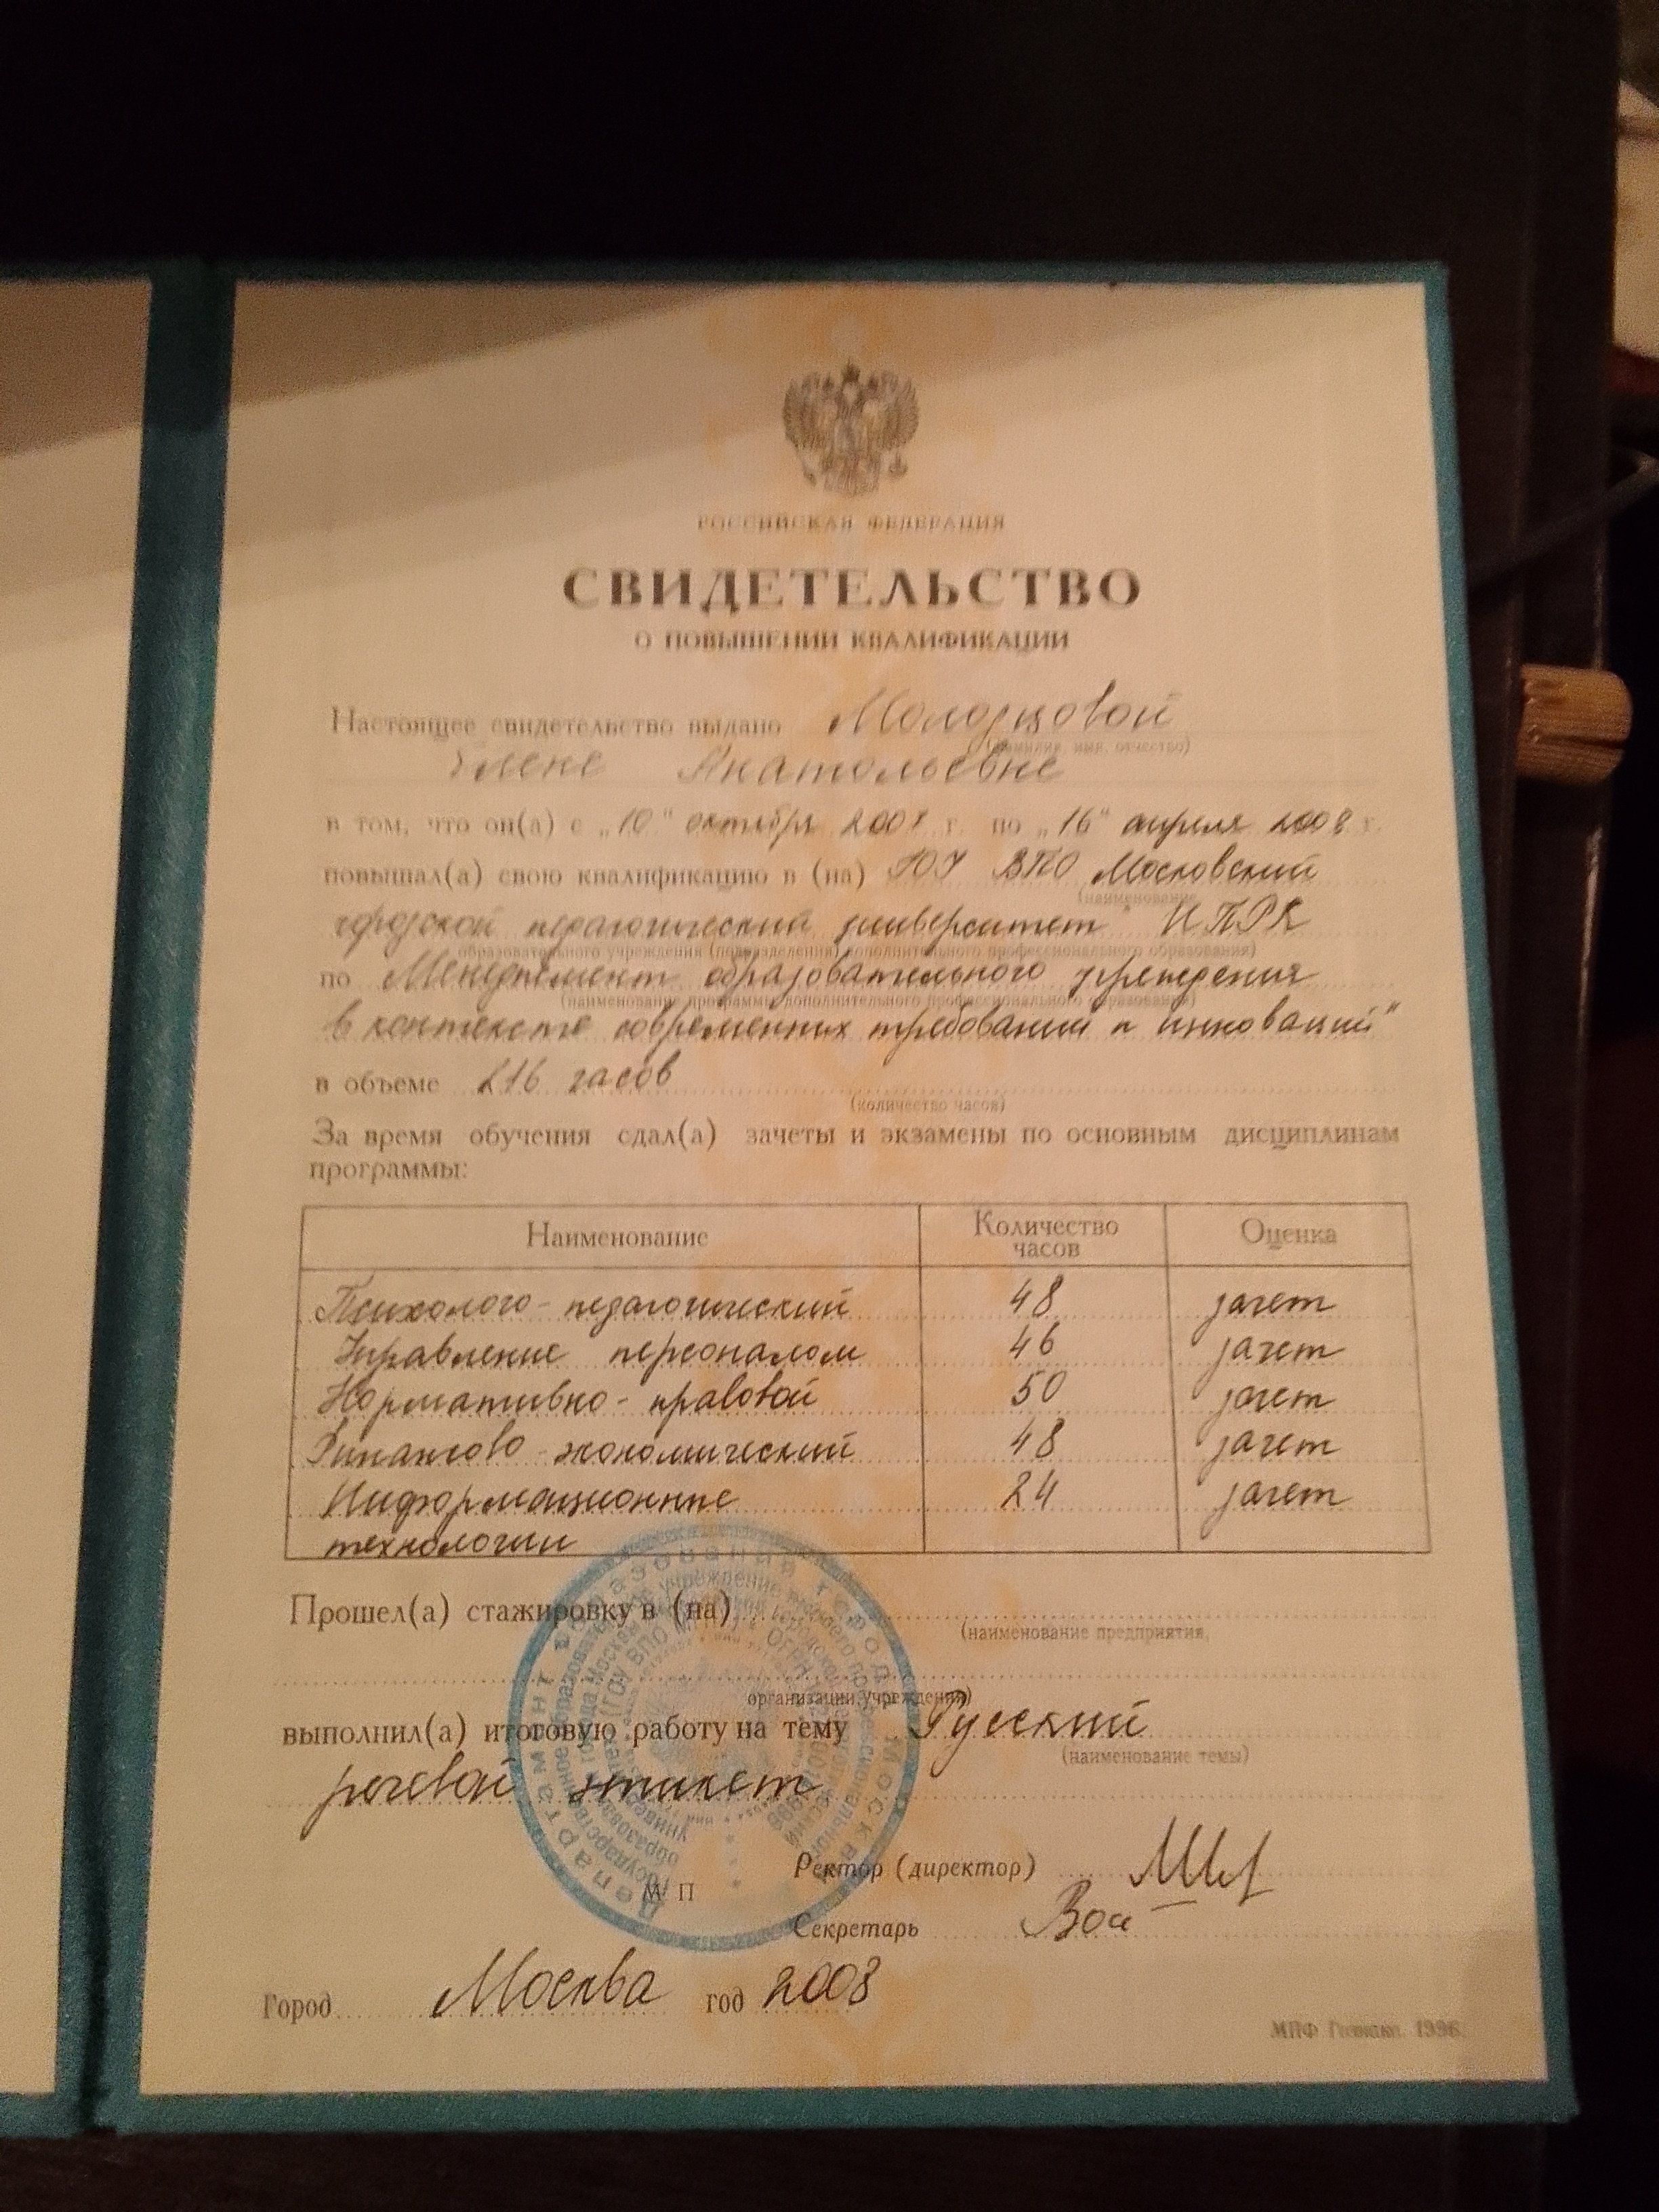 РОССИЙСКАЯ ФЕДЕРАЦИЯ
СВИДЕТЕЛЬСТВО
О ПОВЫШЕНИИ КВАЛИФИКАЦИИ
Настоящее свидетельство выдано Молодцовой
(фамилия, имя, отчество)
Елене Анатольевне
в том, что он(а) с „10" октября 2007 г. по „16" апреля 2008 г.
повышал(а) свою квалификацию в (на) ГОУ ВПО Московский
(наименование
городской педагогический университет" ИПРК
образовательного учреждения (подразделения) дополнительного профессионального образования)
по Менеджмент образовательного учреждения
(наименование программы дополнительного профессионального образования)
в контексте современных требований и инноваций"
в объеме 216 часов
(количество часов)
За время обучения сдал(а) зачеты и экзамены по основным дисциплинам
программы:
Наименование Количество часов Оценка
Психолого-педагогический 48 зачет
Управление персоналом 46 зачет
Нормативно-правовой 50 зачет
Финансово-экономический 48 зачет
Информационные 24 зачет
технологии
Прошел(а) стажировку в (на)
(наименование предприятия,
организации, учреждения)
выполнил(а) итоговую работу на тему Русский
(наименование темы)
речевой этикет
Департамент образования города Москвы
М П
Ректор (директор)
Секретарь
Город Москва год 2008
МПФ Гознака. 1996.